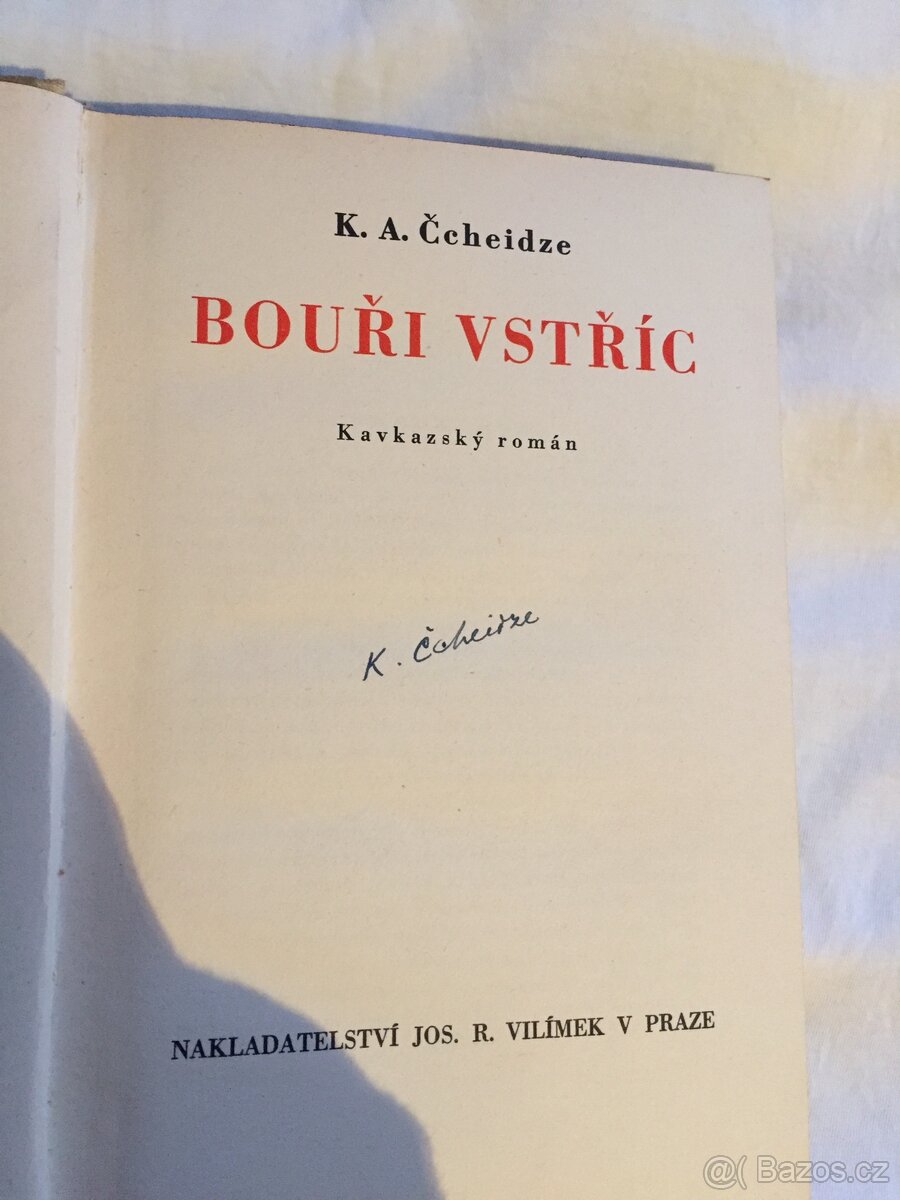 K. A. Čcheidze
BOUŘI VSTŘÍC
Kavkazský román
K. Čcheidze
NAKLADATELSTVÍ JOS. R. VILÍMEK V PRAZE
@( Bazos.cz